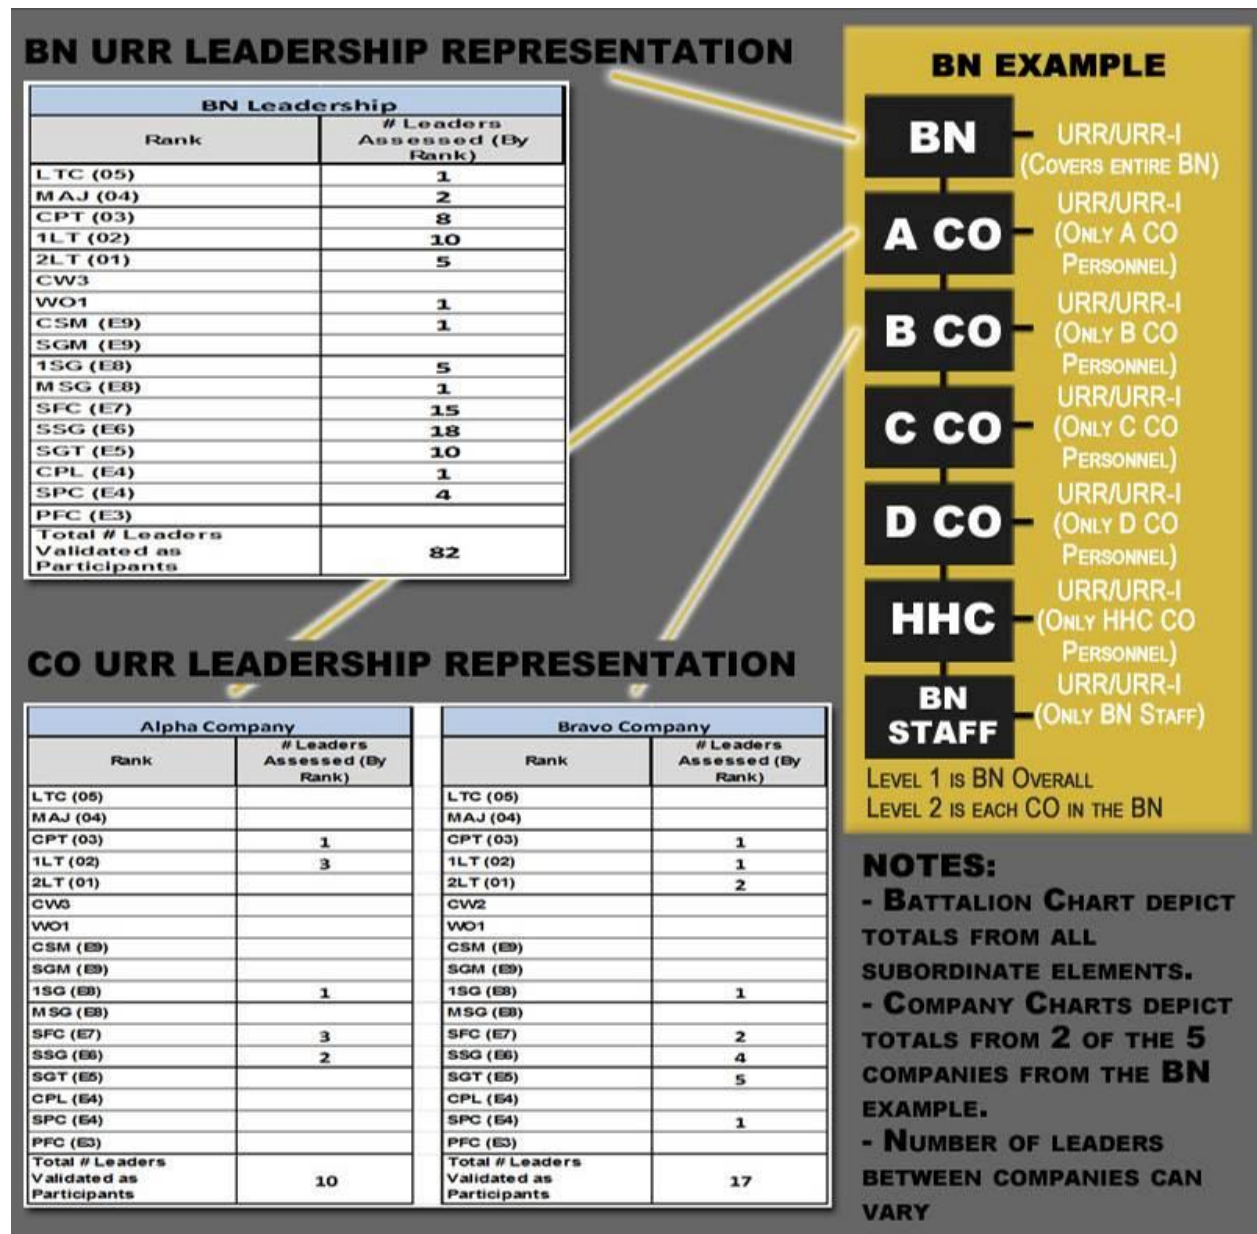 BN URR LEADERSHIP REPRESENTATION
BN Leadership
Rank # Leaders Assessed (By Rank)
LTC (05) 1
MAJ (04) 2
CPT (03) 8
1LT (02) 10
2LT (01) 5
CW3
WO1 1
CSM (E9) 1
SGM (E9)
1SG (E8) 5
MSG (E8) 1
SFC (E7) 15
SSG (E6) 18
SGT (E5) 10
CPL (E4) 1
SPC (E4) 4
PFC (E3)
Total # Leaders
Validated as
Participants 82
BN EXAMPLE
BN
URR/URR-I
(COVERS ENTIRE BN)
A CO
URR/URR-I
(ONLY A CO
PERSONNEL)
B CO
URR/URR-I
(ONLY B CO
PERSONNEL)
C CO
URR/URR-I
(ONLY C CO
PERSONNEL)
D CO
URR/URR-I
(ONLY D CO
PERSONNEL)
HHC
URR/URR-I
(ONLY HHC CO
PERSONNEL)
BN
STAFF
URR/URR-I
(ONLY BN STAFF)
LEVEL 1 IS BN OVERALL
LEVEL 2 IS EACH CO IN THE BN
CO URR LEADERSHIP REPRESENTATION
Alpha Company
Rank # Leaders Assessed (By Rank)
LTC (05)
MAJ (04)
CPT (03) 1
1LT (02) 3
2LT (01)
CW3
WO1
CSM (E9)
SGM (E9)
1SG (E8) 1
MSG (E8)
SFC (E7) 3
SSG (E6) 2
SGT (E5)
CPL (E4)
SPC (E4)
PFC (E3)
Total # Leaders
Validated as
Participants 10
Bravo Company
Rank # Leaders Assessed (By Rank)
LTC (05)
MAJ (04)
CPT (03) 1
1LT (02) 1
2LT (01) 2
CW2
WO1
CSM (E9)
SGM (E9)
1SG (E8) 1
MSG (E8)
SFC (E7) 2
SSG (E6) 4
SGT (E5) 5
CPL (E4)
SPC (E4) 1
PFC (E3)
Total # Leaders
Validated as
Participants 17
NOTES:
- BATTALION CHART DEPICT
TOTALS FROM ALL
SUBORDINATE ELEMENTS.
- COMPANY CHARTS DEPICT
TOTALS FROM 2 OF THE 5
COMPANIES FROM THE BN
EXAMPLE.
- NUMBER OF LEADERS
BETWEEN COMPANIES CAN
VARY